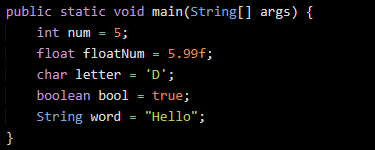 public static void main(String[] args) {
    int num = 5;
    float floatNum = 5.99f;
    char letter = 'D';
    boolean bool = true;
    String word = "Hello";
}